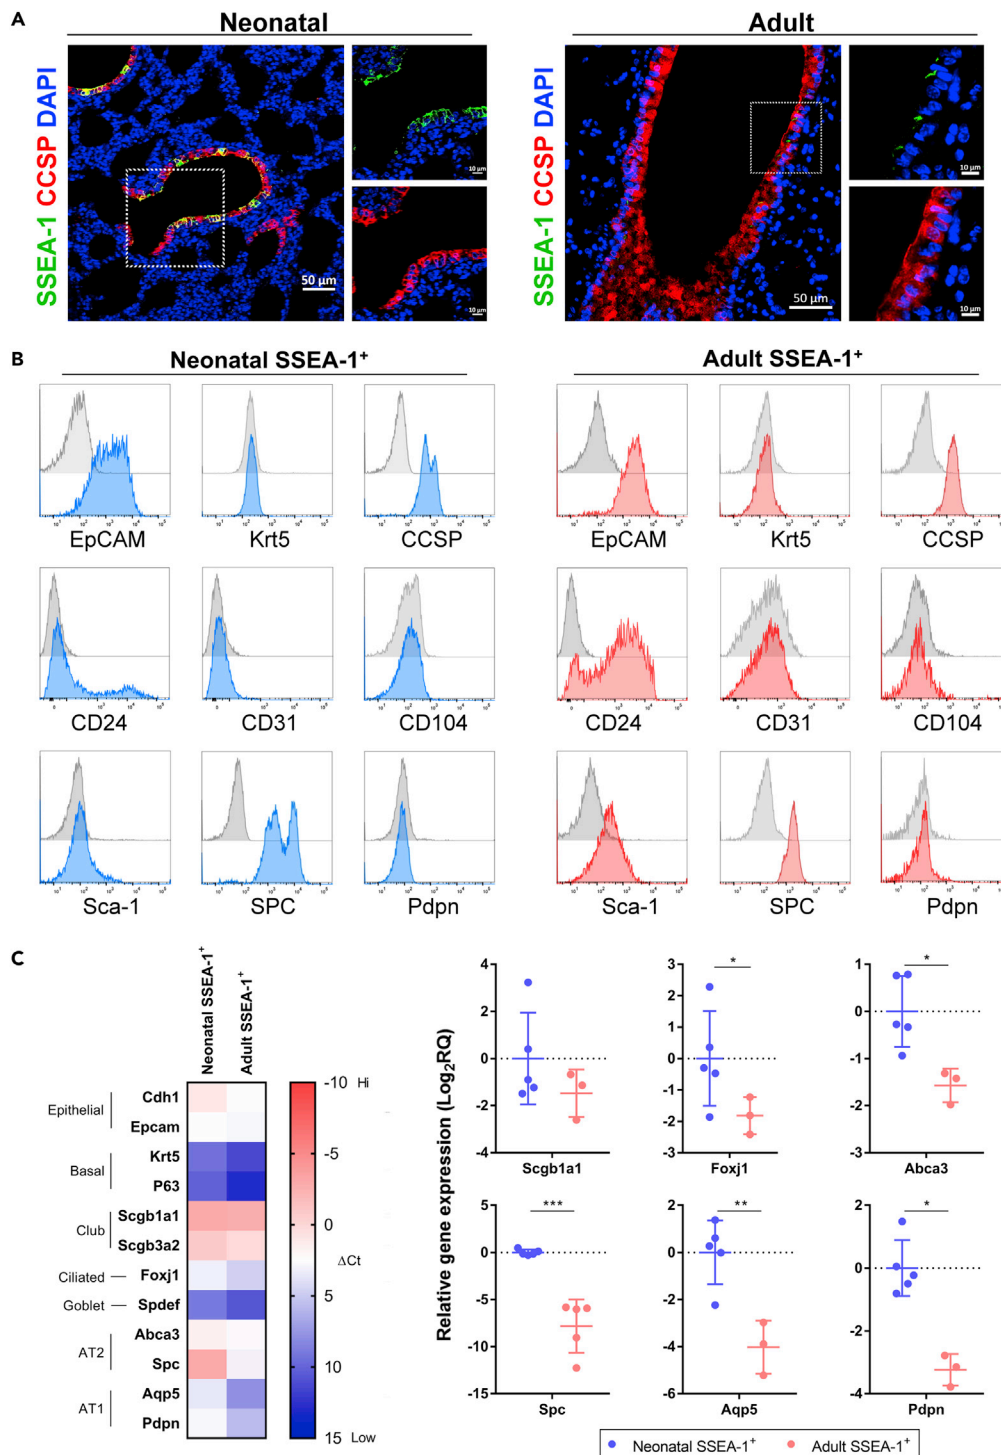 A
Neonatal
Adult
SSEA-1 CCSP DAPI
50 µm
10 µm
10 µm
SSEA-1 CCSP DAPI
50 µm
10 µm
10 µm
B
Neonatal SSEA-1+
Adult SSEA-1+
EpCAM Krt5 CCSP
EpCAM Krt5 CCSP
CD24 CD31 CD104
CD24 CD31 CD104
Sca-1 SPC Pdpn
Sca-1 SPC Pdpn
C
Neonatal SSEA-1+
Adult SSEA-1+
Epithelial
Cdh1
Epcam
Basal
Krt5
P63
Club
Scgb1a1
Scgb3a2
Ciliated
Foxj1
Goblet
Spdef
AT2
Abca3
Spc
AT1
Aqp5
Pdpn
-10 Hi
-5
0
ΔCt
5
10
15 Low
Relative gene expression (Log2RQ)
4
2
0
-2
-4
Scgb1a1
*
3
2
1
0
-1
-2
-3
Foxj1
*
1
0
-1
-2
-3
Abca3
***
5
0
-5
-10
-15
Spc
**
2
0
-2
-4
-6
Aqp5
*
2
0
-2
-4
Pdpn
Neonatal SSEA-1+ Adult SSEA-1+